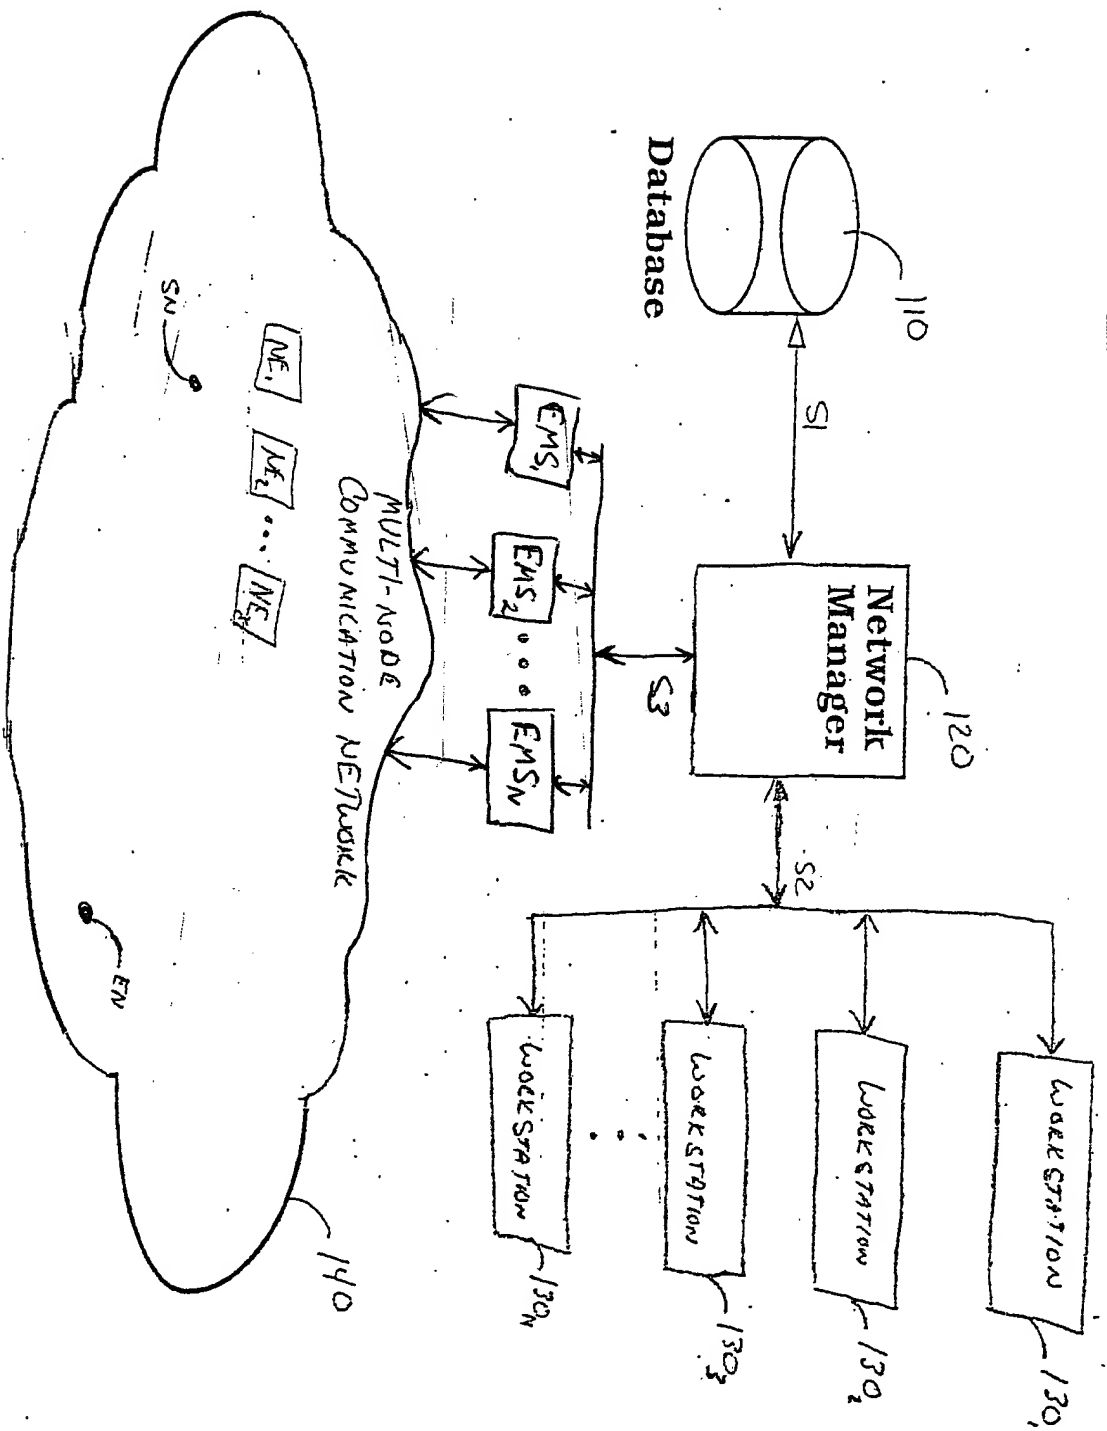 110
Database
S1
Network
Manager
120
S2
S3
WORKSTATION
130₁
WORKSTATION
130₂
WORKSTATION
130₃
WORKSTATION
130N
EMS₁
EMS₂
EMSN
MULTI-NODE
COMMUNICATION NETWORK
NE₁
NE₂
SN
EN
140